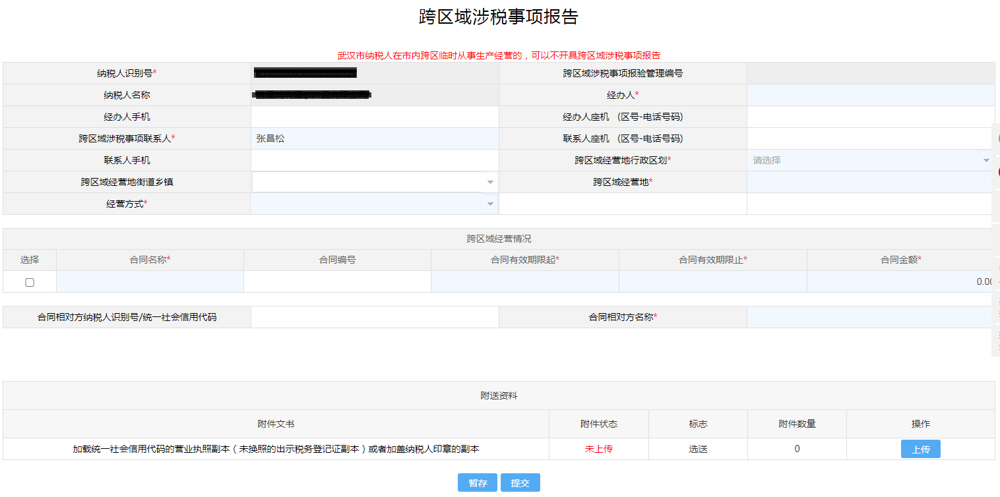 跨区域涉税事项报告
武汉市纳税人在市内跨区临时从事生产经营的，可以不开具跨区域涉税事项报告
纳税人识别号* 跨区域涉税事项报验管理编号
纳税人名称 经办人*
经办人手机 经办人座机 （区号-电话号码）
跨区域涉税事项联系人* 张昌松 联系人座机 （区号-电话号码）
联系人手机 跨区域经营地行政区划* 请选择
跨区域经营地街道乡镇 跨区域经营地*
经营方式*
跨区域经营情况
选择 合同名称* 合同编号 合同有效期限起* 合同有效期限止* 合同金额*
0.00
合同相对方纳税人识别号/统一社会信用代码 合同相对方名称*
附送资料
附件文书 附件状态 标志 附件数量 操作
加载统一社会信用代码的营业执照副本（未换照的出示税务登记证副本）或者加盖纳税人印章的副本 未上传 选送 0 上传
暂存 提交